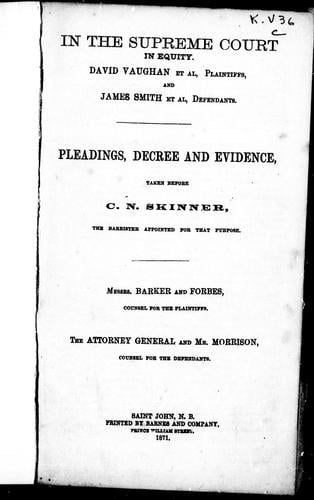 K.V36
C
IN THE SUPREME COURT
IN EQUITY.
DAVID VAUGHAN ET AL, PLAINTIFFS,
AND
JAMES SMITH ET AL, DEFENDANTS.
PLEADINGS, DECREE AND EVIDENCE,
TAKEN BEFORE
C. N. SKINNER,
THE BARRISTER APPOINTED FOR THAT PURPOSE.
MESSRS. BARKER AND FORBES,
COUNSEL FOR THE PLAINTIFFS.
THE ATTORNEY GENERAL AND MR. MORRISON,
COUNSEL FOR THE DEFENDANTS.
SAINT JOHN, N. B.
PRINTED BY BARNES AND COMPANY,
PRINCE WILLIAM STREET,
1871.